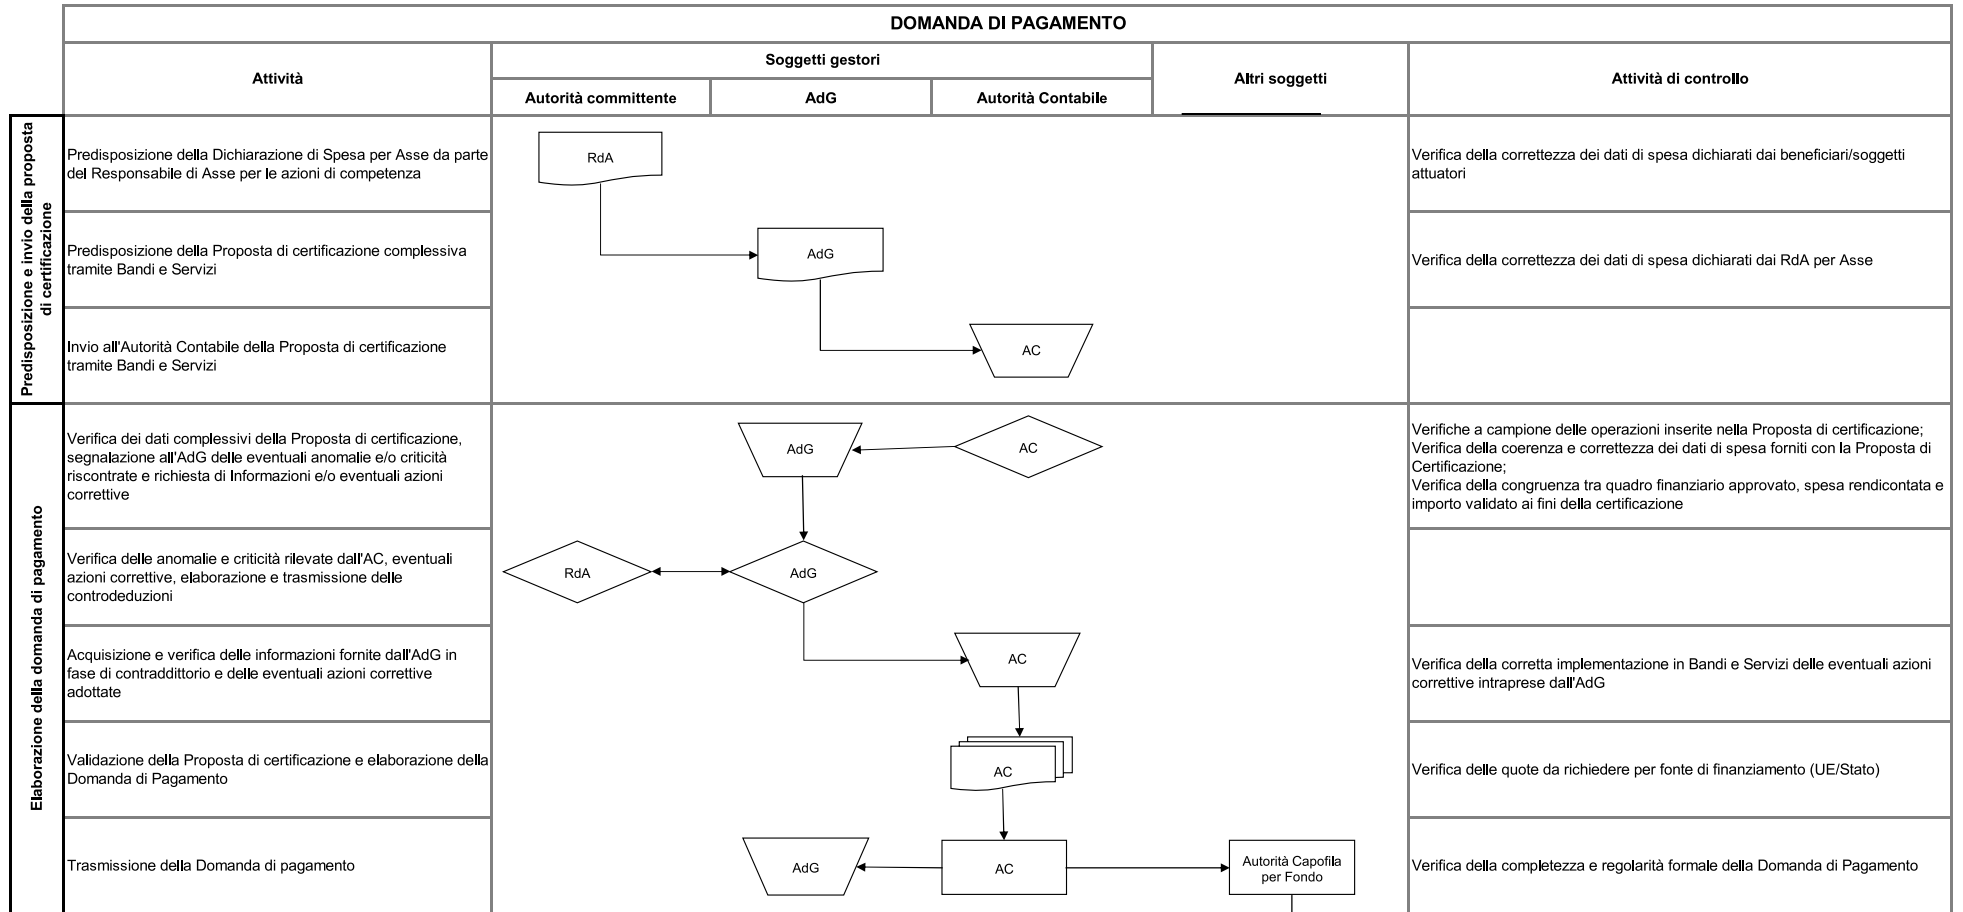 DOMANDA DI PAGAMENTO
Attività
Soggetti gestori
Altri soggetti
Attività di controllo
Autorità committente
AdG
Autorità Contabile
Predisposizione e invio della proposta
di certificazione
Predisposizione della Dichiarazione di Spesa per Asse da parte
del Responsabile di Asse per le azioni di competenza
RdA
Verifica della correttezza dei dati di spesa dichiarati dai beneficiari/soggetti
attuatori
Predisposizione della Proposta di certificazione complessiva
tramite Bandi e Servizi
AdG
Verifica della correttezza dei dati di spesa dichiarati dai RdA per Asse
Invio all'Autorità Contabile della Proposta di certificazione
tramite Bandi e Servizi
AC
Elaborazione della domanda di pagamento
Verifica dei dati complessivi della Proposta di certificazione,
segnalazione all'AdG delle eventuali anomalie e/o criticità
riscontrate e richiesta di Informazioni e/o eventuali azioni
correttive
AdG
AC
Verifiche a campione delle operazioni inserite nella Proposta di certificazione;
Verifica della coerenza e correttezza dei dati di spesa forniti con la Proposta di
Certificazione;
Verifica della congruenza tra quadro finanziario approvato, spesa rendicontata e
importo validato ai fini della certificazione
Verifica delle anomalie e criticità rilevate dall'AC, eventuali
azioni correttive, elaborazione e trasmissione delle
controdeduzioni
RdA
AdG
Acquisizione e verifica delle informazioni fornite dall'AdG in
fase di contraddittorio e delle eventuali azioni correttive
adottate
AC
Verifica della corretta implementazione in Bandi e Servizi delle eventuali azioni
correttive intraprese dall'AdG
Validazione della Proposta di certificazione e elaborazione della
Domanda di Pagamento
AC
Verifica delle quote da richiedere per fonte di finanziamento (UE/Stato)
Trasmissione della Domanda di pagamento
AdG
AC
Autorità Capofila
per Fondo
Verifica della completezza e regolarità formale della Domanda di Pagamento